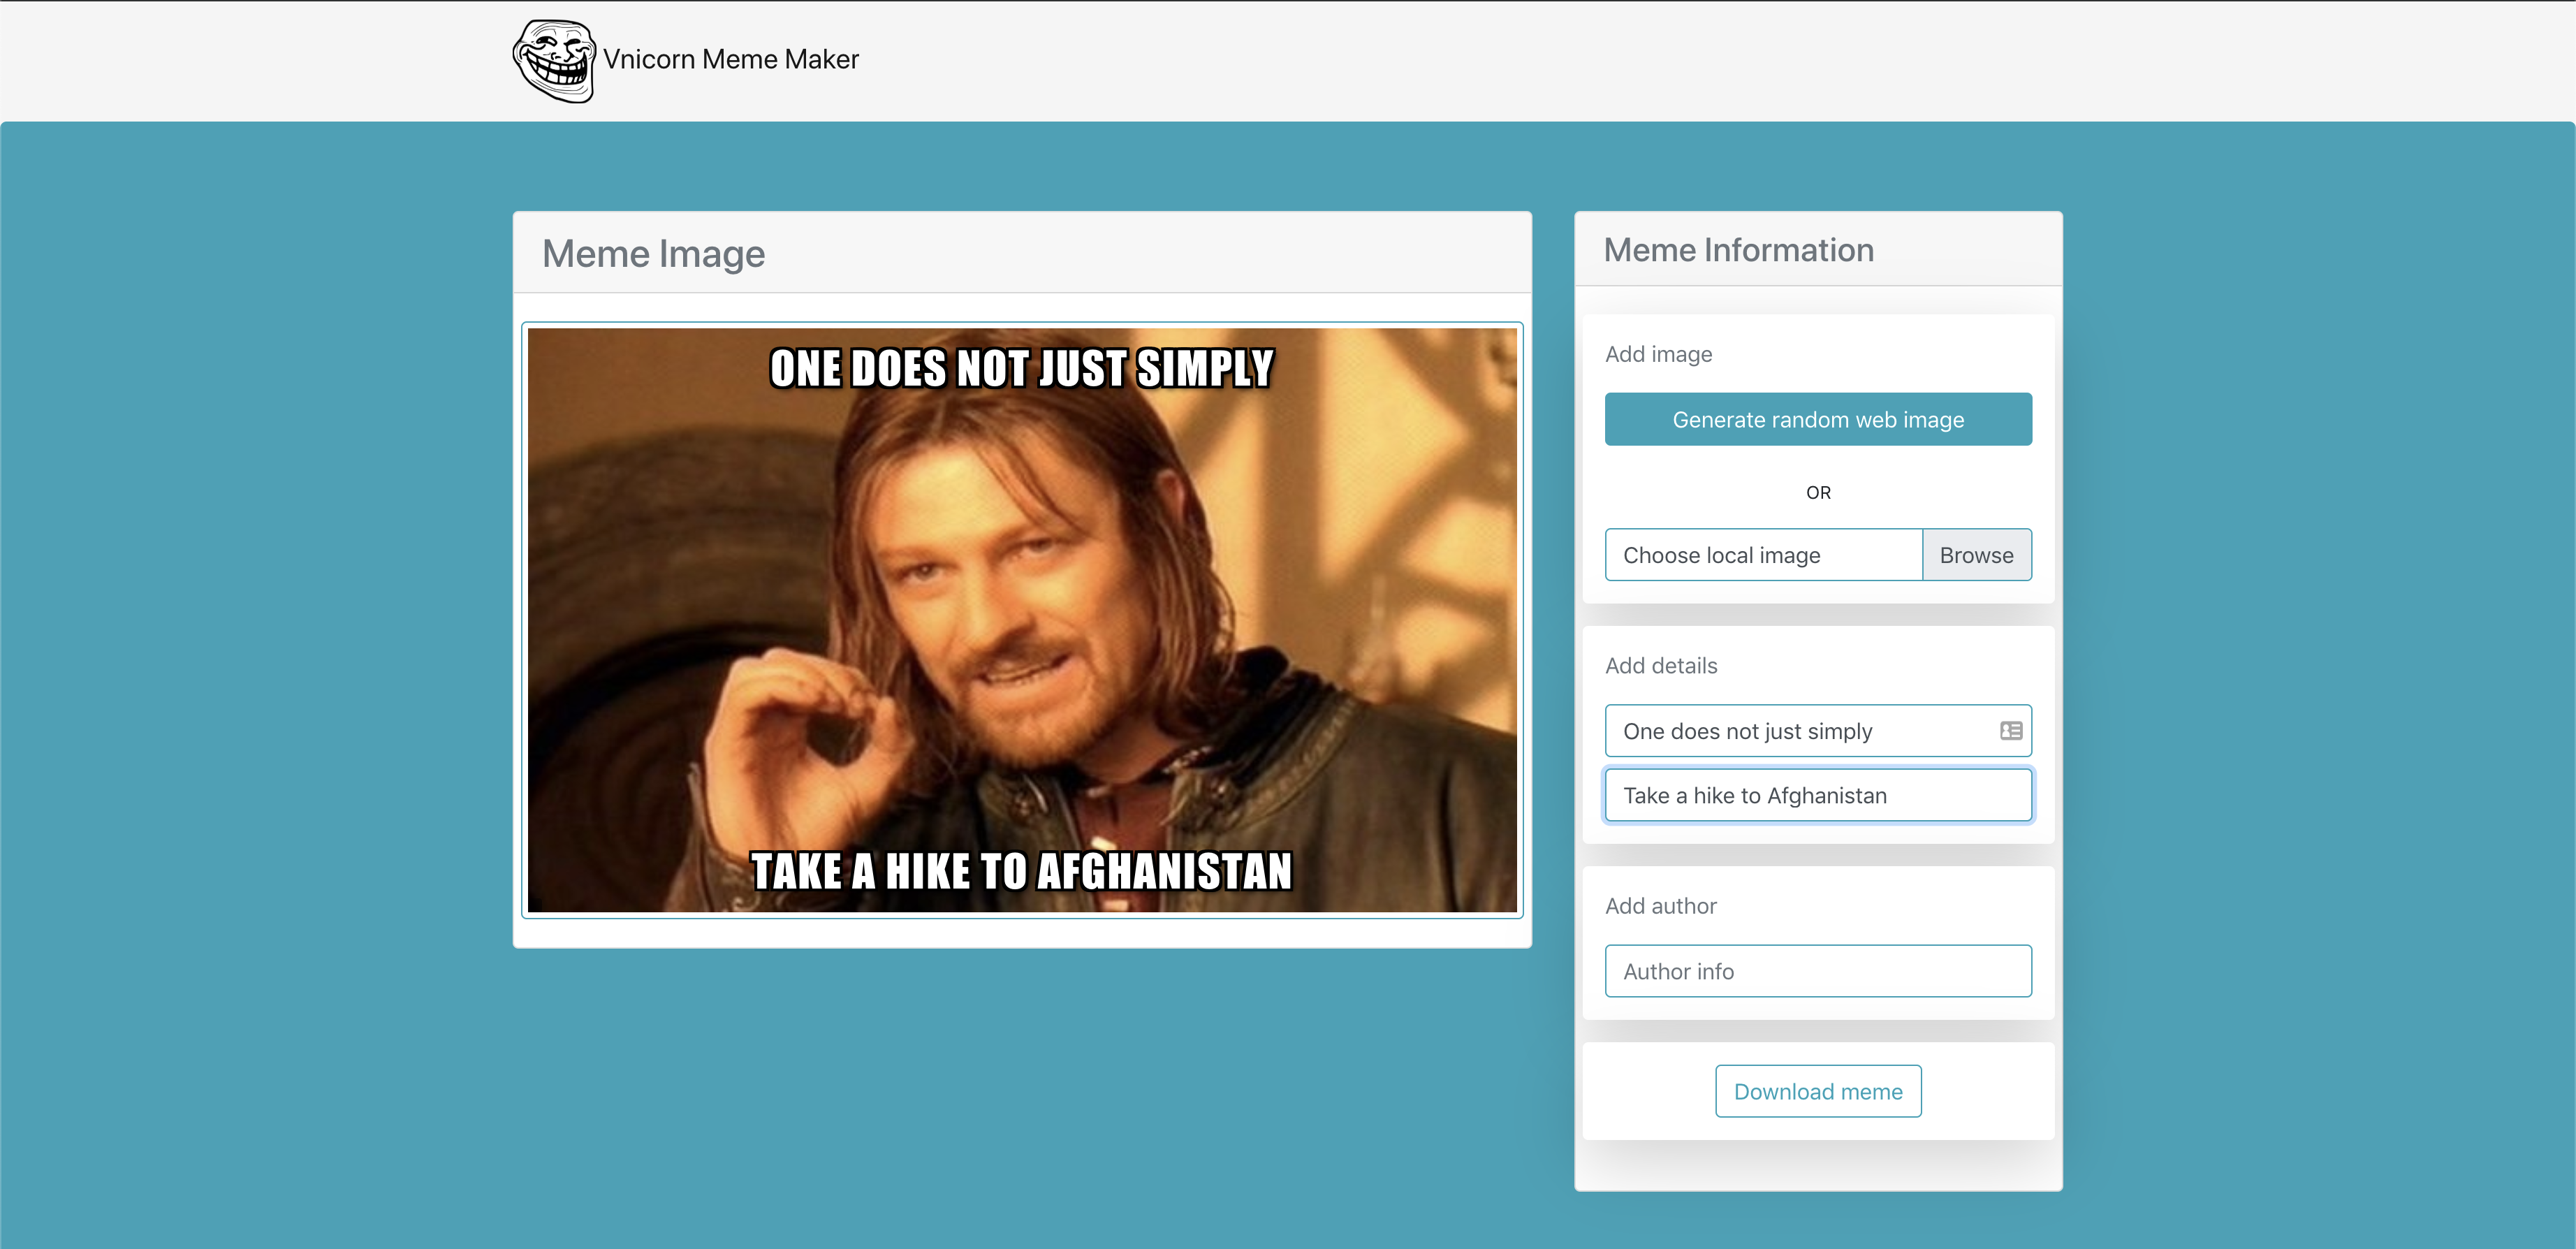 Vnicorn Meme Maker
Meme Image
ONE DOES NOT JUST SIMPLY
TAKE A HIKE TO AFGHANISTAN
Meme Information
Add image
Generate random web image
OR
Choose local image
Browse
Add details
One does not just simply
Take a hike to Afghanistan
Add author
Author info
Download meme